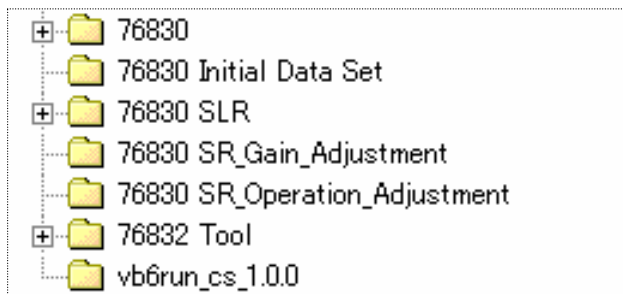 76830
76830 Initial Data Set
76830 SLR
76830 SR_Gain_Adjustment
76830 SR_Operation_Adjustment
76832 Tool
vb6run_cs_1.0.0